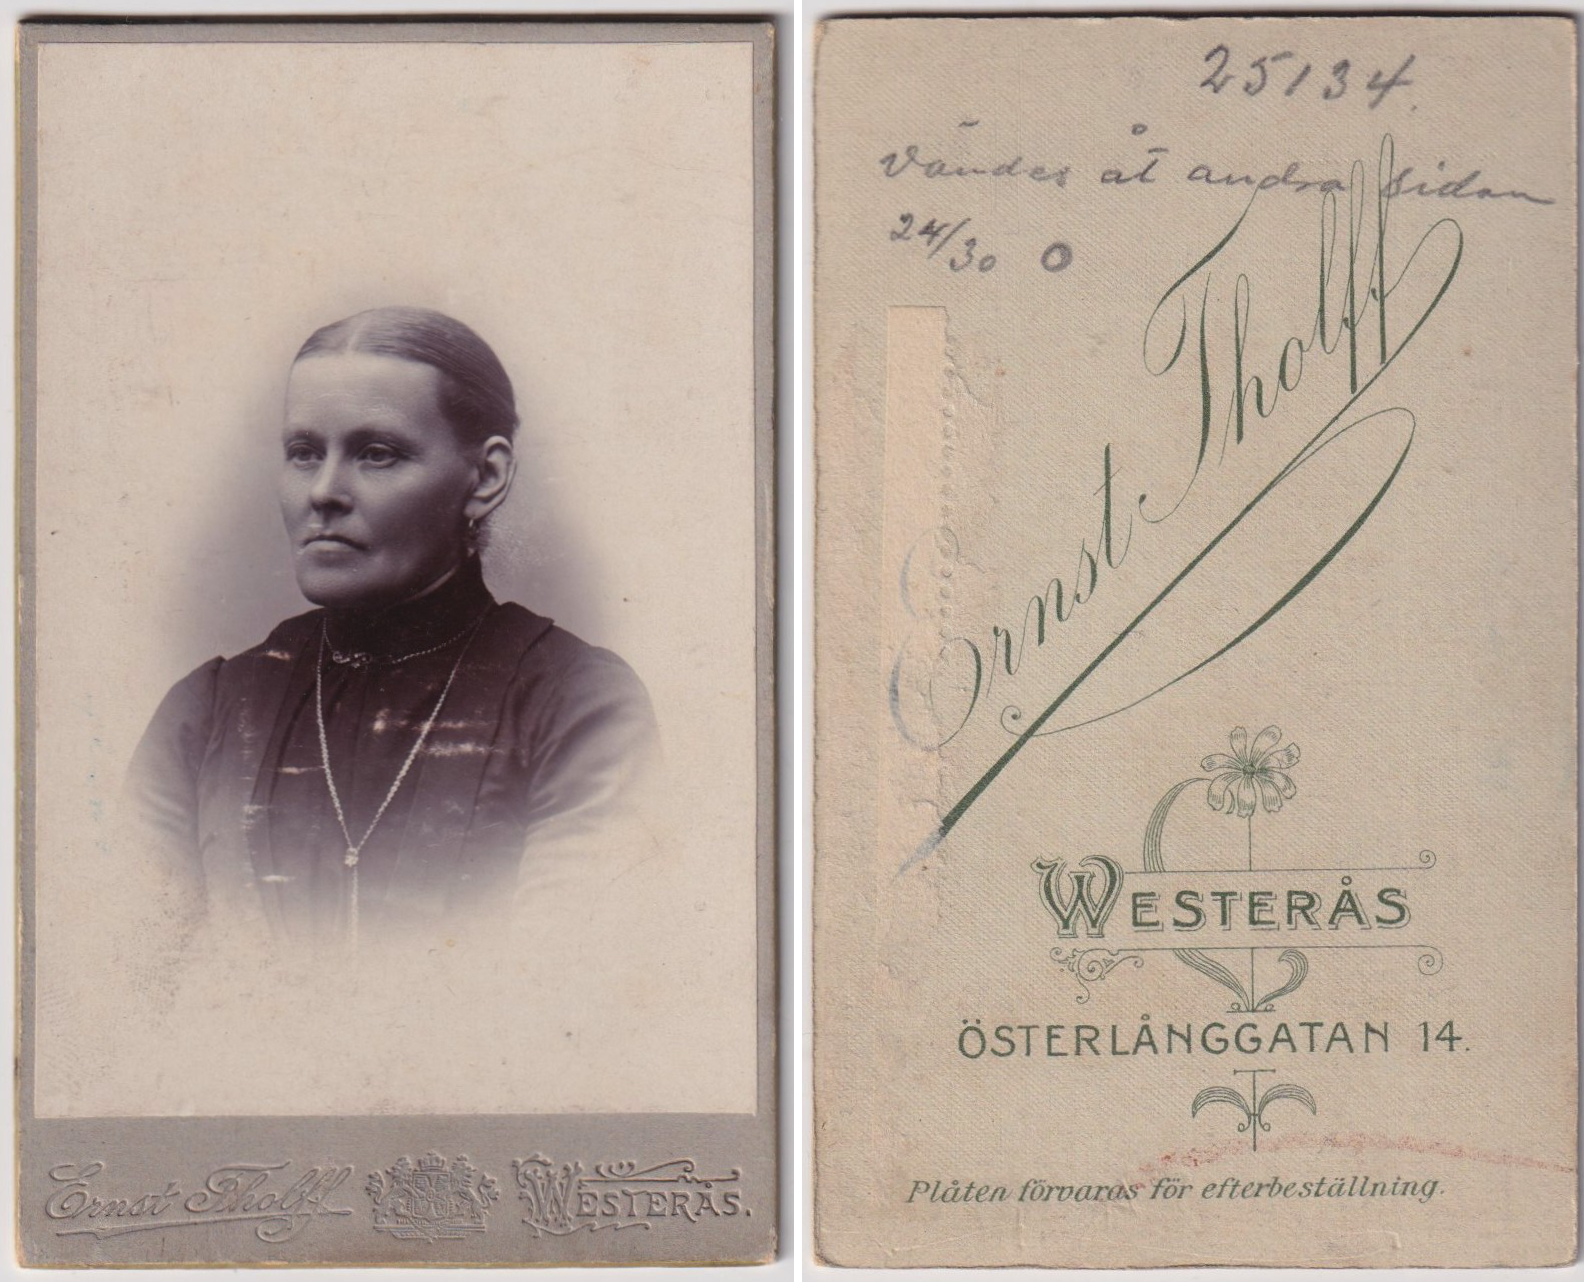 Ernst Tholff WESTERÅS.
25134.
Vändes åt andra sidan
24/30 O
Ernst Tholff
WESTERÅS
ÖSTERLÅNGGATAN 14.
Plåten förvaras för efterbeställning.